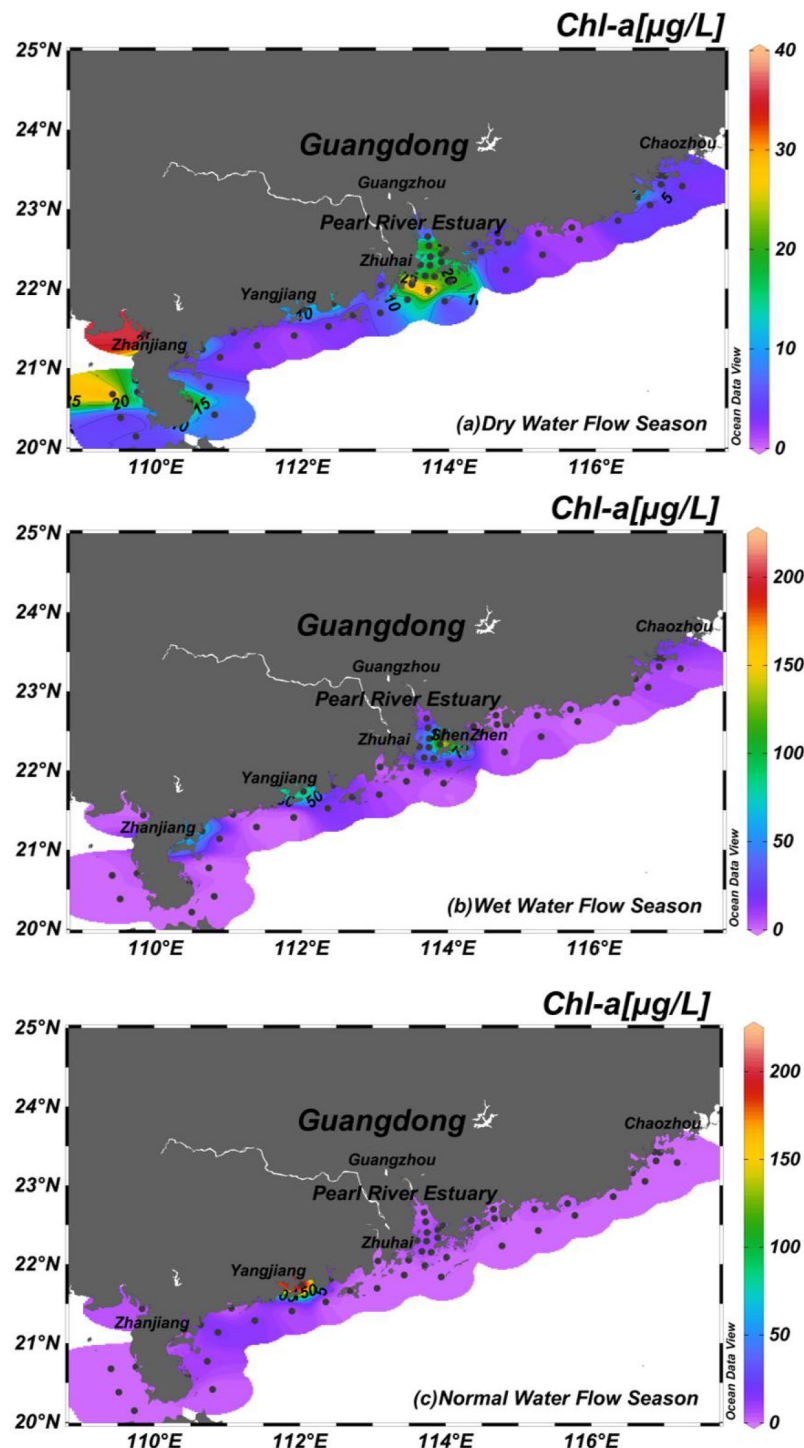 Chl-a[µg/L]
25°N
40
24°N
Guangdong
Chaozhou
30
Guangzhou
23°N
Pearl River Estuary
5
20
Zhuhai
20
22°N
Yangjiang
10
10
10
21°N
Zhanjiang
25
20
15
(a)Dry Water Flow Season
Ocean Data View
20°N
0
110°E
112°E
114°E
116°E
Chl-a[µg/L]
25°N
200
24°N
Guangdong
Chaozhou
150
Guangzhou
23°N
Pearl River Estuary
100
Zhuhai
ShenZhen
22°N
Yangjiang
50
50
Zhanjiang
21°N
(b)Wet Water Flow Season
Ocean Data View
20°N
0
110°E
112°E
114°E
116°E
Chl-a[µg/L]
25°N
200
24°N
Guangdong
Chaozhou
150
Guangzhou
23°N
Pearl River Estuary
100
Zhuhai
22°N
Yangjiang
50
Zhanjiang
21°N
(c)Normal Water Flow Season
Ocean Data View
20°N
0
110°E
112°E
114°E
116°E